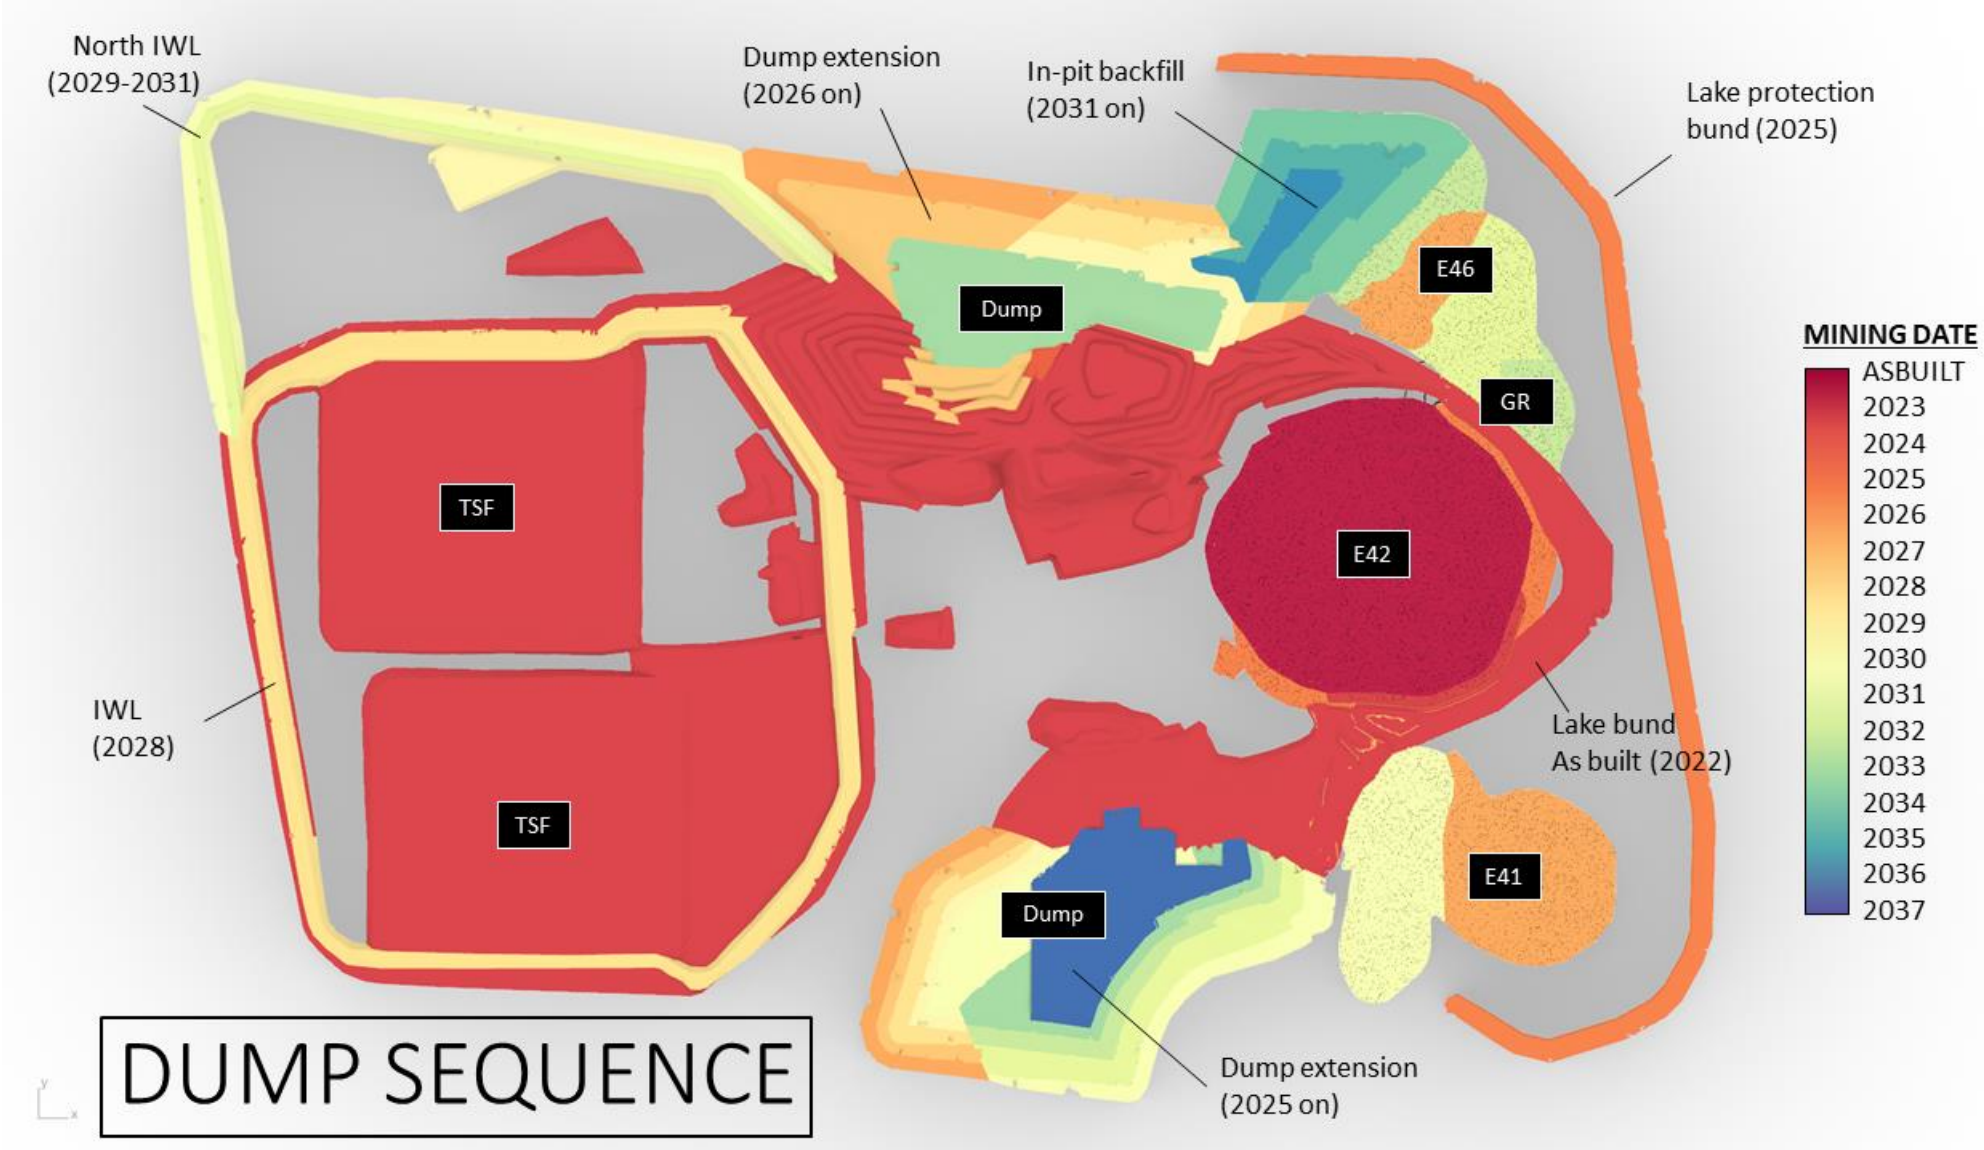 North IWL
(2029-2031)
Dump extension
(2026 on)
In-pit backfill
(2031 on)
Lake protection
bund (2025)
E46
Dump
GR
TSF
E42
IWL
(2028)
Lake bund
As built (2022)
TSF
E41
Dump
Dump extension
(2025 on)
MINING DATE
ASBUILT
2023
2024
2025
2026
2027
2028
2029
2030
2031
2032
2033
2034
2035
2036
2037
DUMP SEQUENCE
y
x